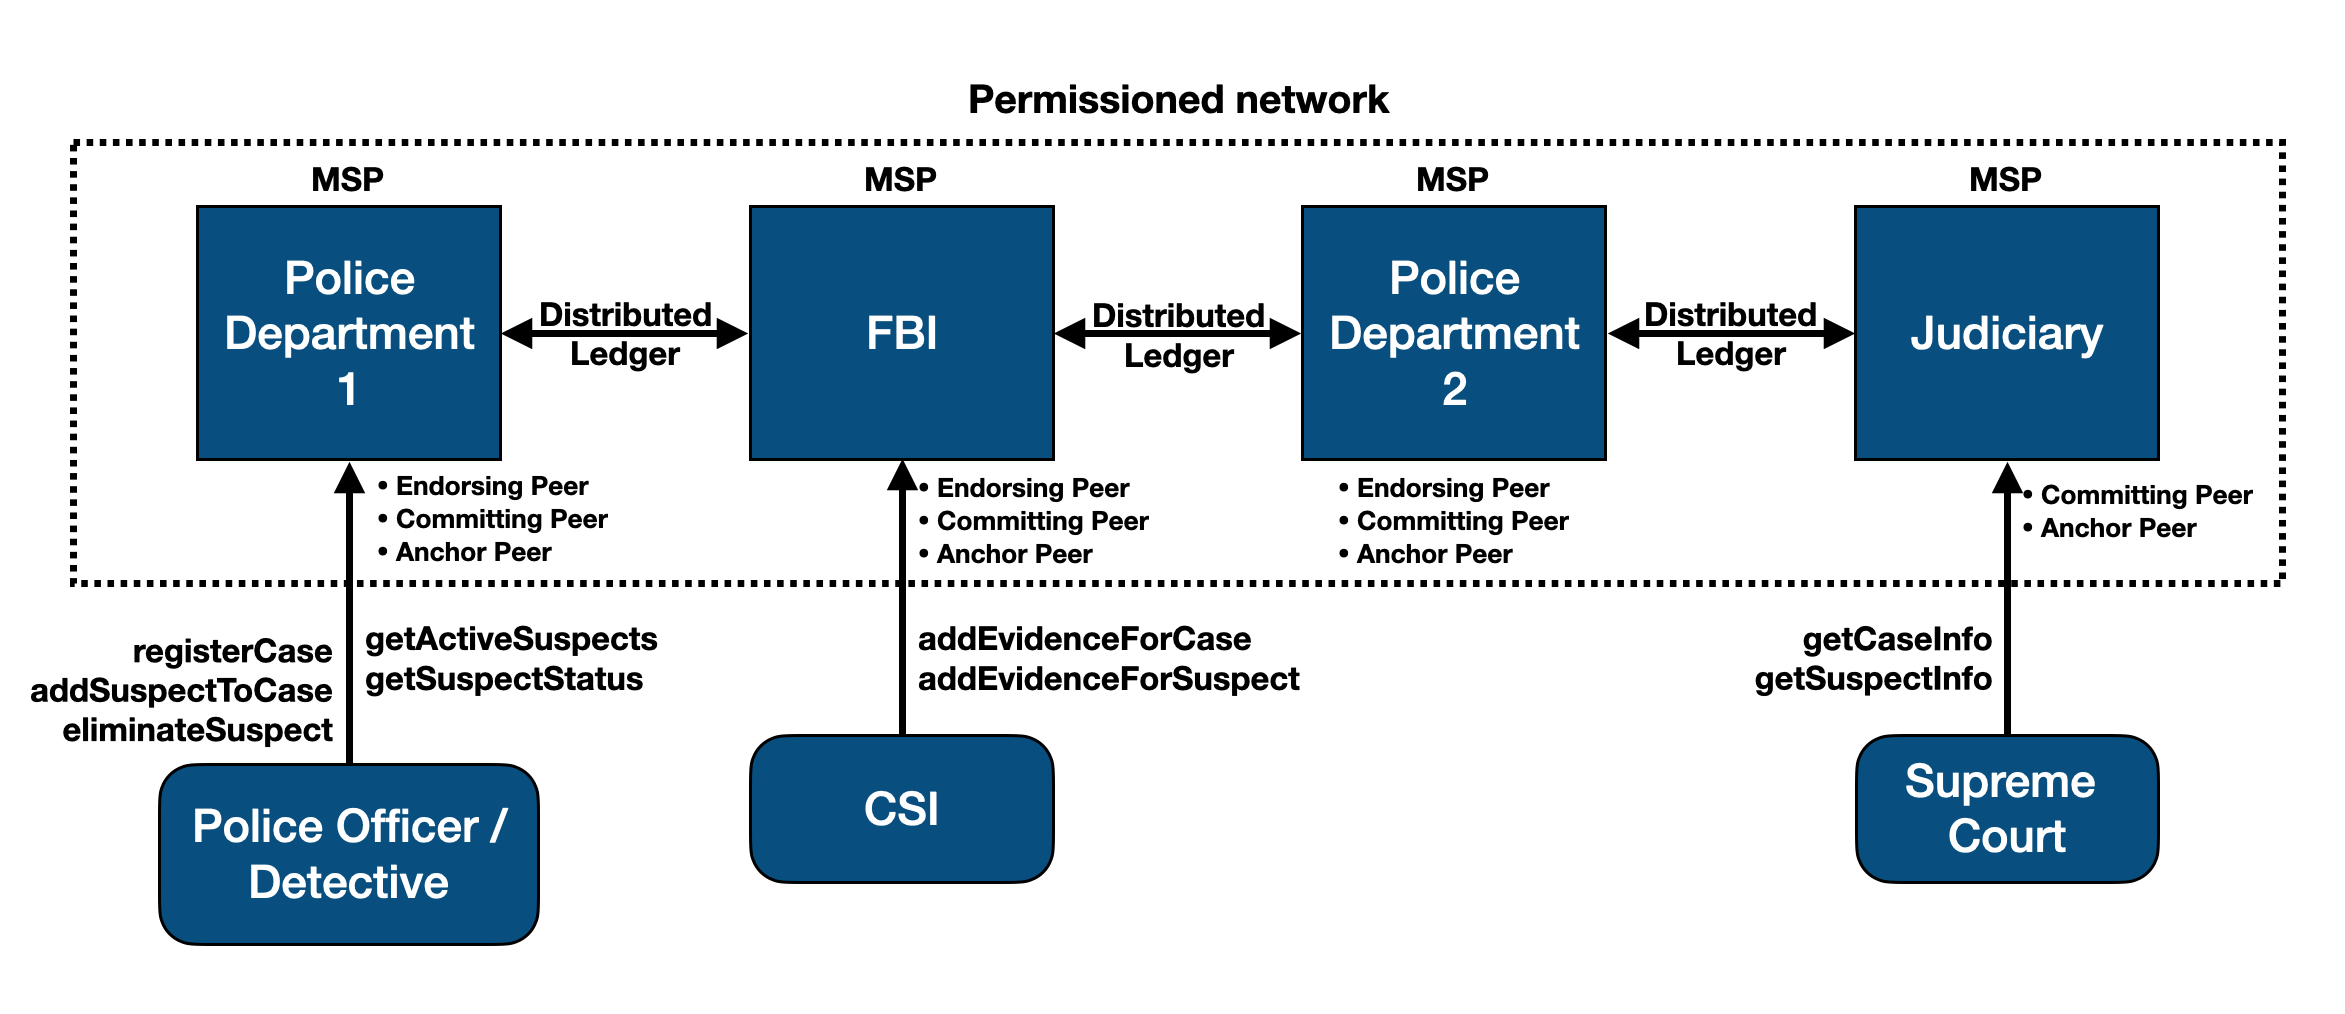 Permissioned network
MSP
MSP
MSP
MSP
Police
Department
1
Distributed
Ledger
FBI
Distributed
Ledger
Police
Department
2
Distributed
Ledger
Judiciary
• Endorsing Peer
• Committing Peer
• Anchor Peer
• Endorsing Peer
• Committing Peer
• Anchor Peer
• Endorsing Peer
• Committing Peer
• Anchor Peer
• Committing Peer
• Anchor Peer
registerCase
addSuspectToCase
eliminateSuspect
getActiveSuspects
getSuspectStatus
addEvidenceForCase
addEvidenceForSuspect
getCaseInfo
getSuspectInfo
Police Officer /
Detective
CSI
Supreme
Court